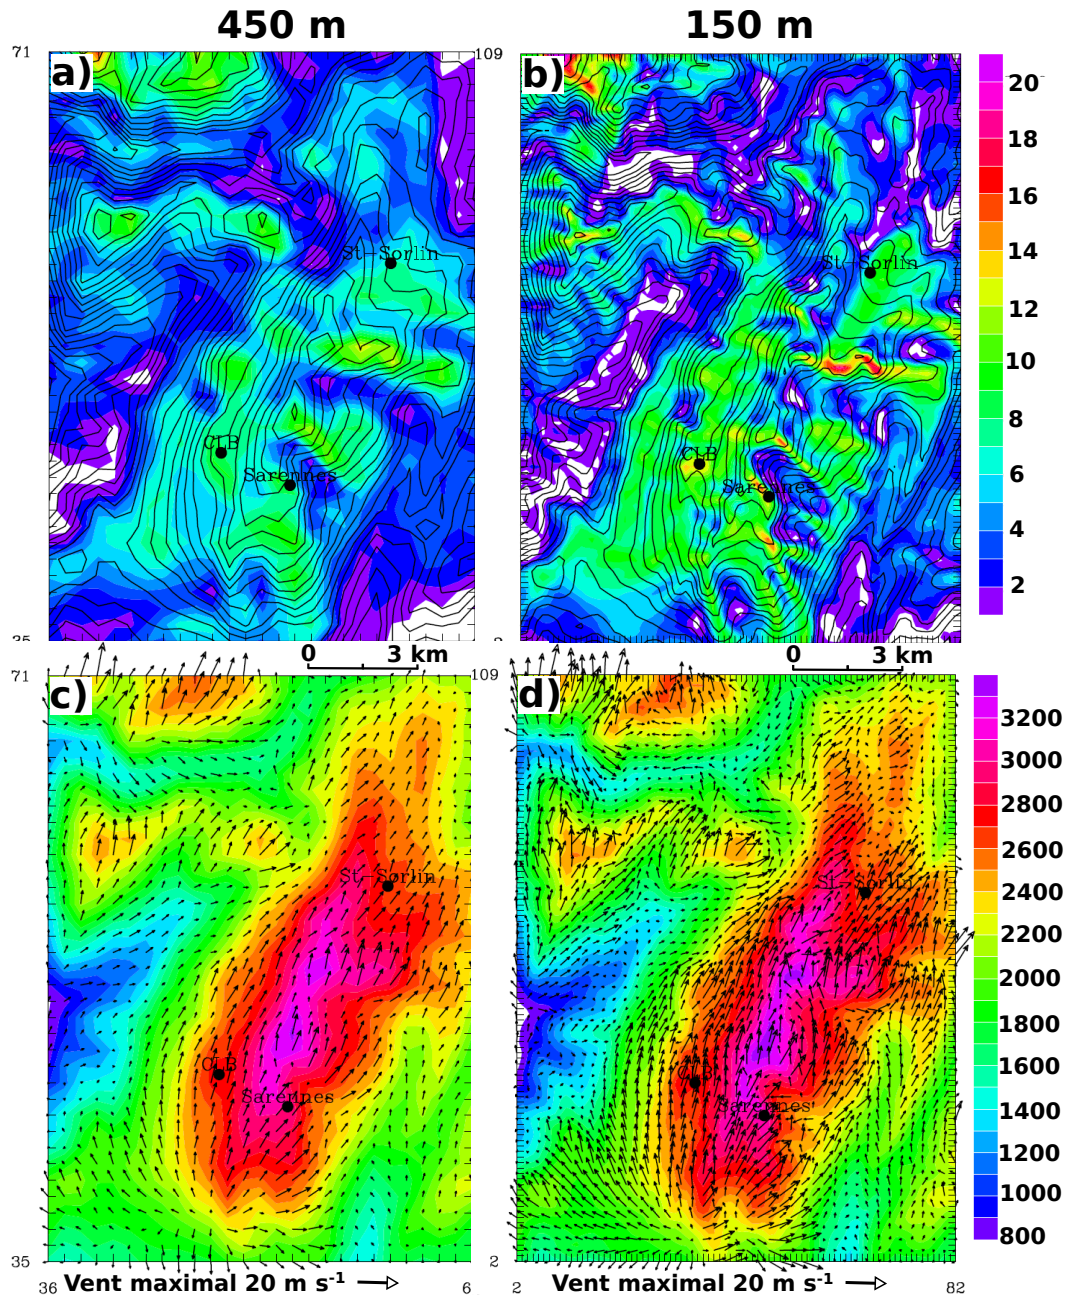 450 m 150 m
71 109
a) b)
St-Sorlin St-Sorlin
CLB CLB
Sarennes Sarennes
20
18
16
14
12
10
8
6
4
2
0 3 km 0 3 km
71 109
c) d)
St-Sorlin St-Sorlin
CLB CLB
Sarennes Sarennes
3200
3000
2800
2600
2400
2200
2000
1800
1600
1400
1200
1000
800
35 2
36 6 2 82
Vent maximal 20 m s-1 Vent maximal 20 m s-1